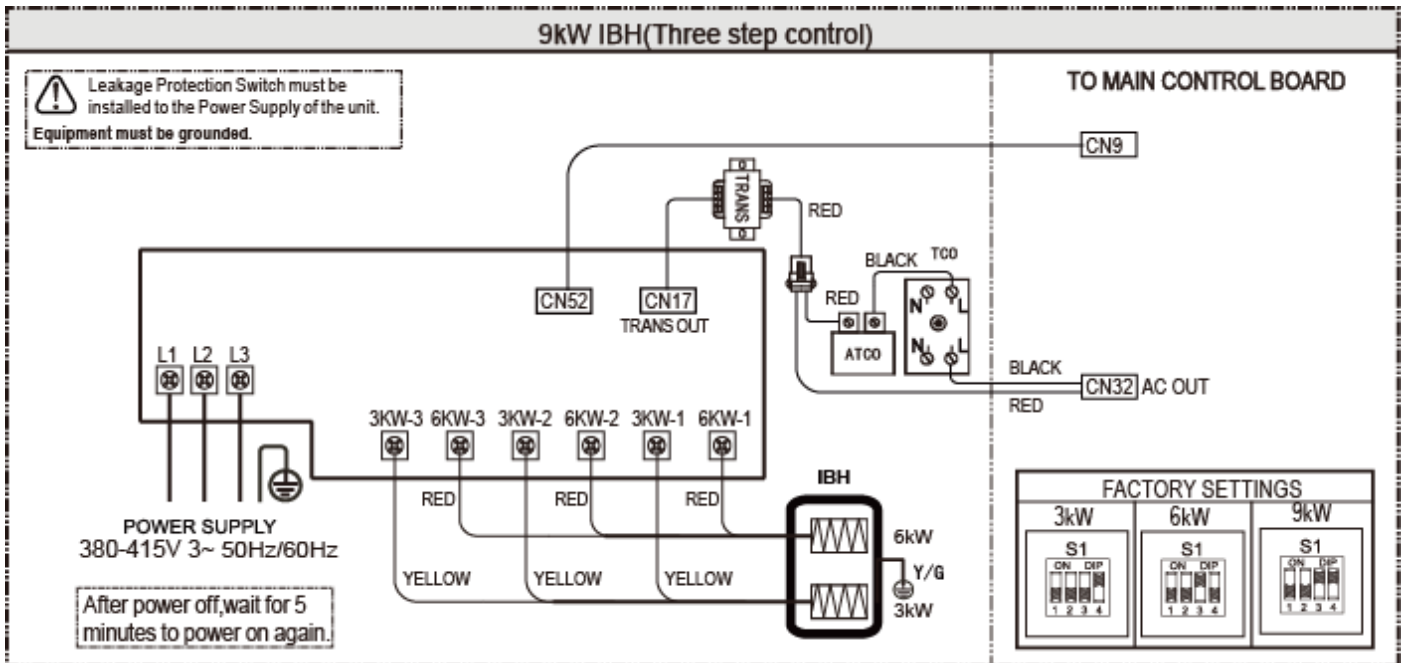 9kW IBH(Three step control)
Leakage Protection Switch must be
installed to the Power Supply of the unit.
Equipment must be grounded.
TO MAIN CONTROL BOARD
CN9
TRANS
RED
BLACK
TCO
CN52
CN17
TRANS OUT
RED
N
L
ATCO
N
L
L1 L2 L3
BLACK
CN32 AC OUT
RED
3KW-3 6KW-3 3KW-2 6KW-2 3KW-1 6KW-1
RED
RED
RED
IBH
6kW
Y/G
3kW
YELLOW
YELLOW
YELLOW
POWER SUPPLY
380-415V 3~ 50Hz/60Hz
After power off,wait for 5
minutes to power on again.
FACTORY SETTINGS
3kW 6kW 9kW
S1
ON DIP
1 2 3 4
S1
ON DIP
1 2 3 4
S1
ON DIP
1 2 3 4